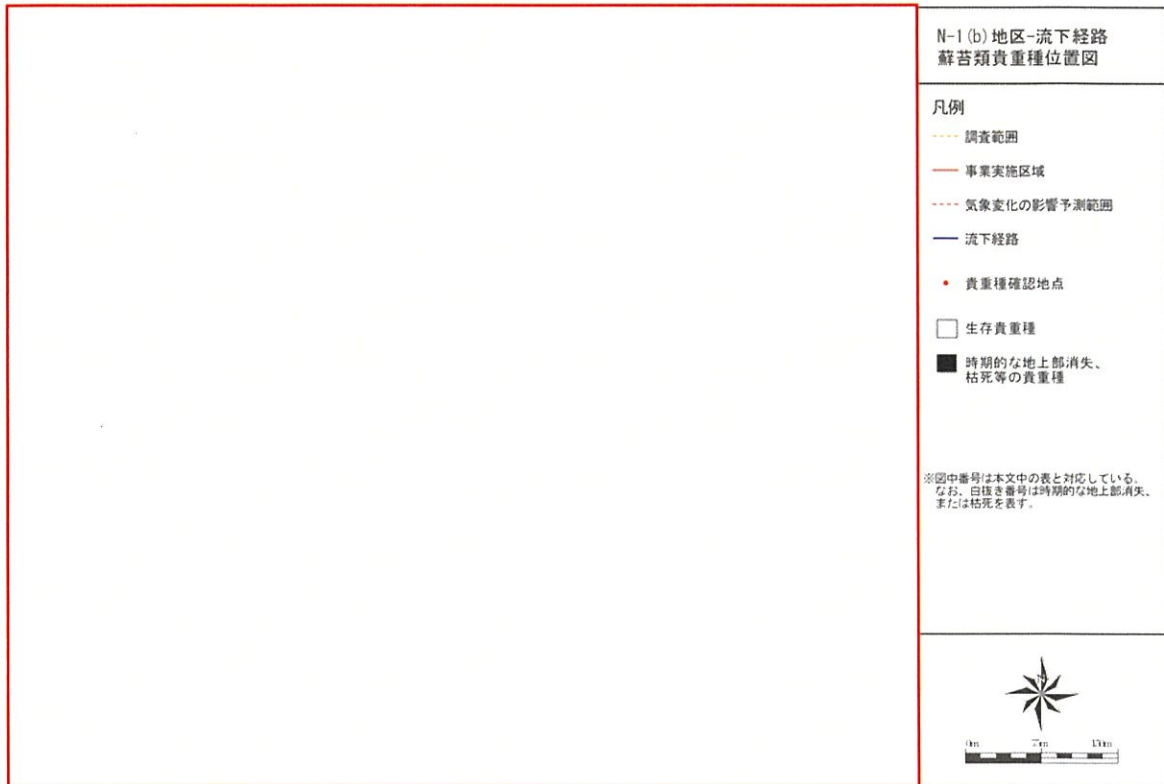 N-1(b)地区-流下経路
蘚苔類貴重種位置図
凡例
調査範囲
事業実施区域
気象変化の影響予測範囲
流下経路
貴重種確認地点
生存貴重種
時期的な地上部消失、
枯死等の貴重種
※図中番号は本文中の表と対応している。
なお、白抜き番号は時期的な地上部消失、
または枯死を表す。
N
0m